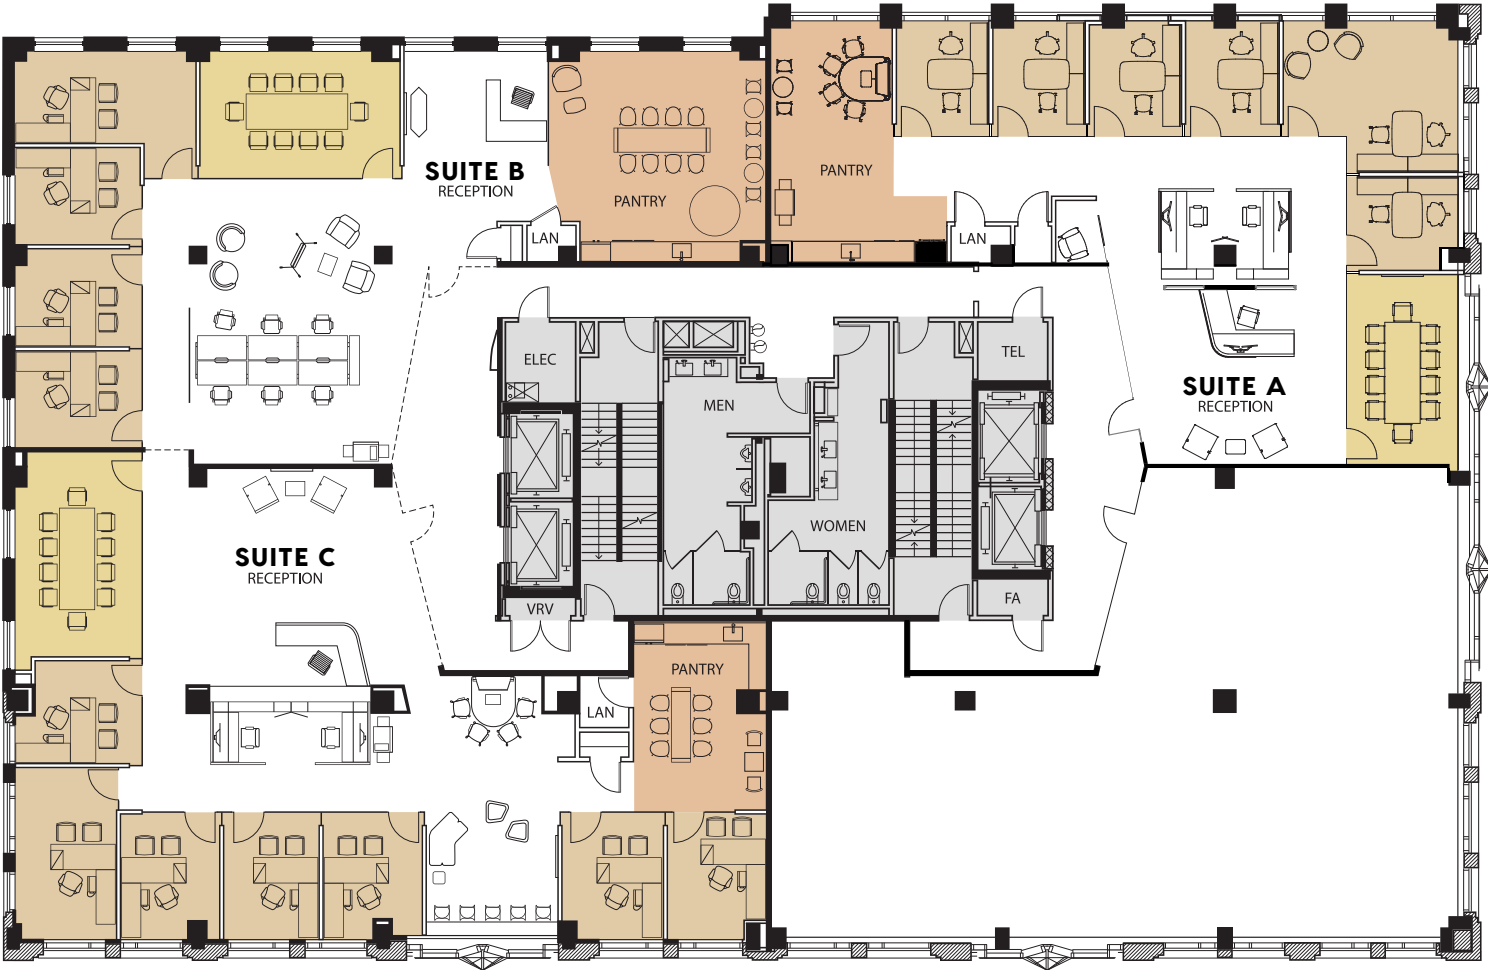 SUITE B
RECEPTION
PANTRY
LAN
PANTRY
LAN
ELEC
TEL
MEN
SUITE A
RECEPTION
WOMEN
SUITE C
RECEPTION
VRV
FA
PANTRY
LAN